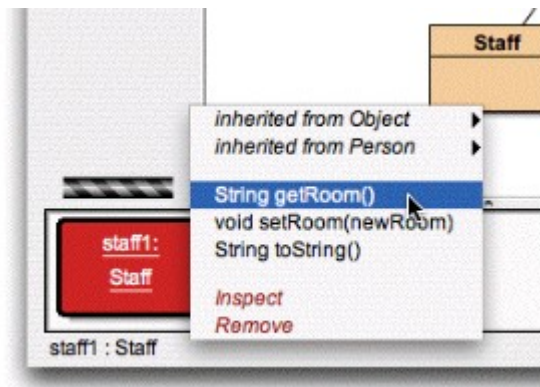 Staff
inherited from Object
inherited from Person
String getRoom()
void setRoom(newRoom)
String toString()
Inspect
Remove
staff1:
Staff
staff1 : Staff